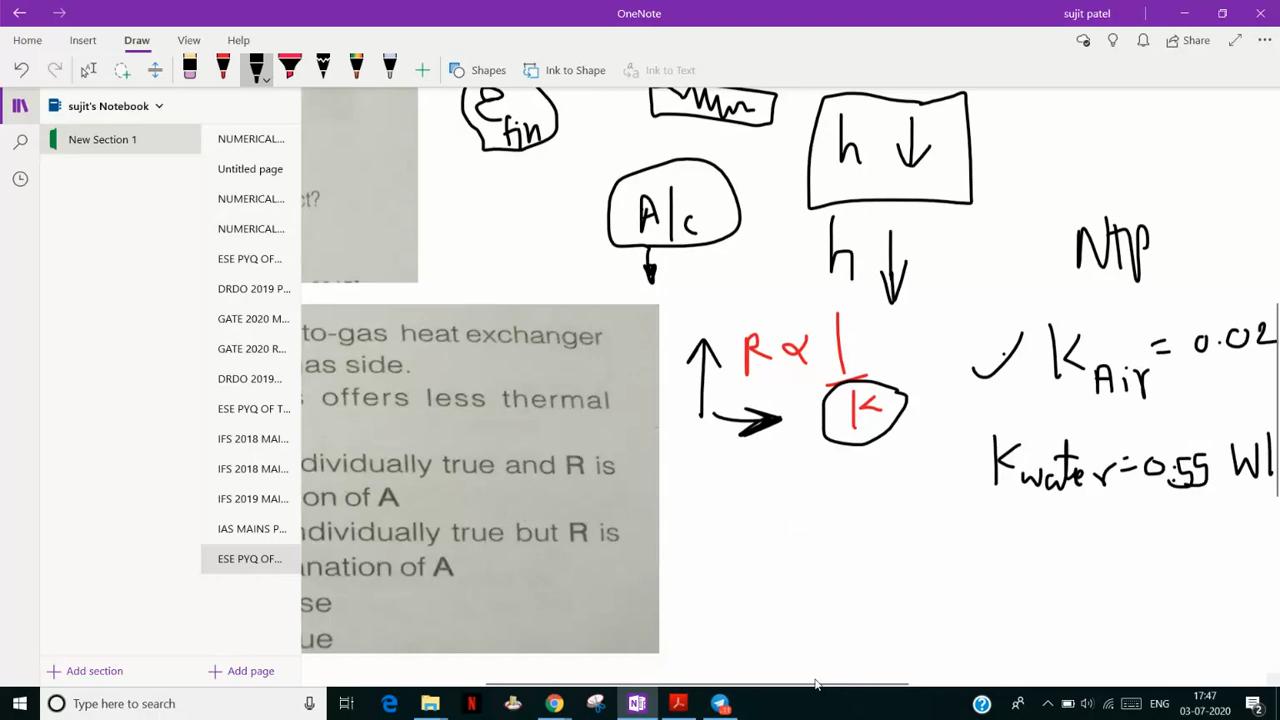 OneNote
sujit patel
Home
Insert
Draw
View
Help
Share
Shapes
Ink to Shape
Ink to Text
sujit's Notebook
New Section 1
NUMERICAL...
Untitled page
NUMERICAL...
NUMERICAL...
ESE PYQ OF...
DRDO 2019 P...
GATE 2020 M...
GATE 2020 R...
DRDO 2019...
ESE PYQ OF T...
IFS 2018 MAI...
IFS 2018 MAI...
IFS 2019 MAI...
IAS MAINS P...
ESE PYQ OF...
Add section
Add page
ct?
to-gas heat exchanger
as side.
s offers less thermal
dividually true and R is
on of A
ndividually true but R is
anation of A
se
ue
ε fin
h ↓
A/c
h ↓
NTP
R ∝ 1/K
✓ K Air = 0.02
K water = 0.55 W/
Type here to search
ENG
17:47
03-07-2020
2